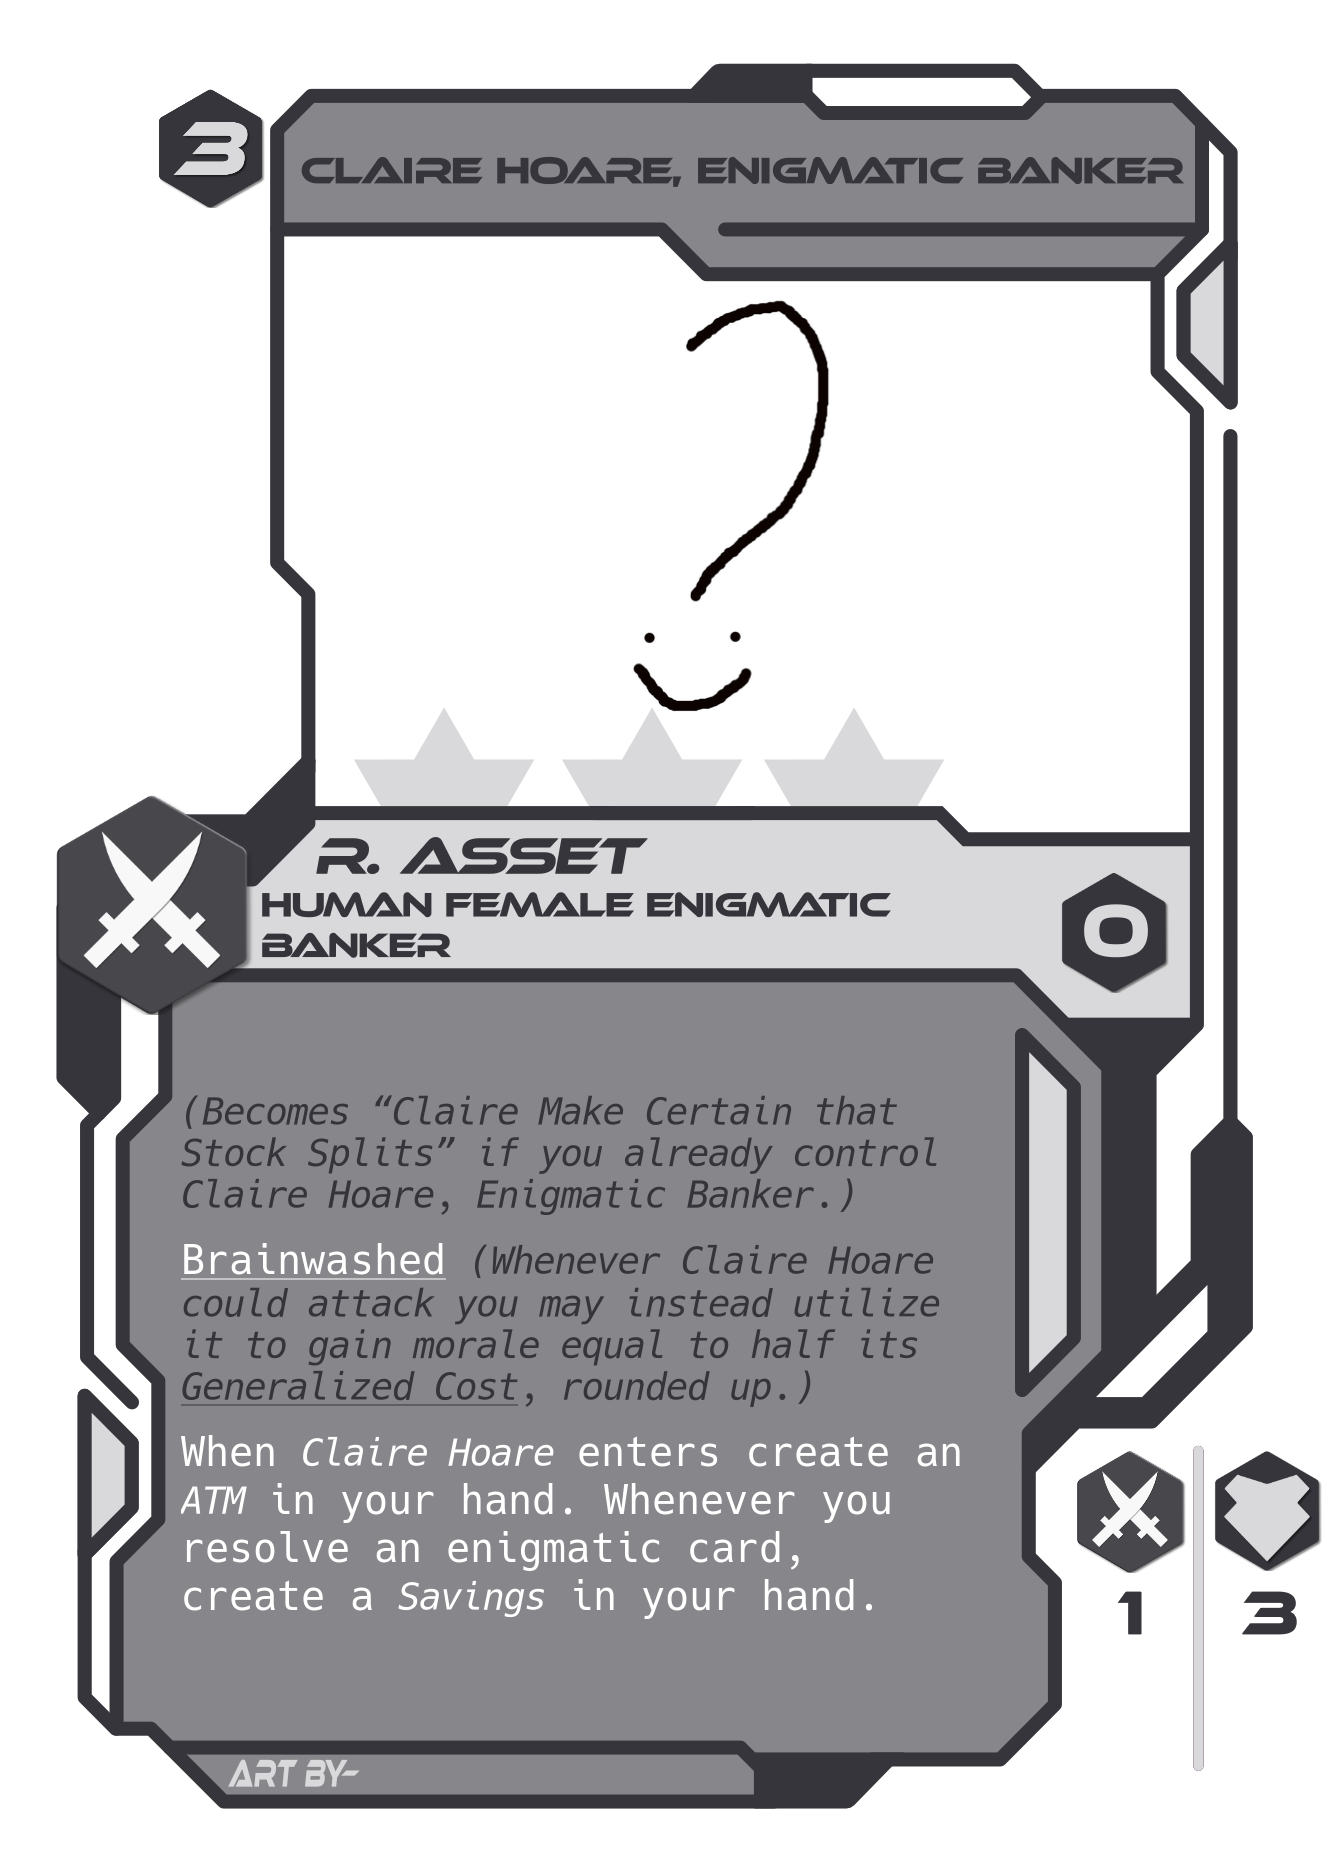 3
CLAIRE HOARE, ENIGMATIC BANKER
R. ASSET
HUMAN FEMALE ENIGMATIC
BANKER
0
(Becomes “Claire Make Certain that
Stock Splits” if you already control
Claire Hoare, Enigmatic Banker.)
Brainwashed (Whenever Claire Hoare
could attack you may instead utilize
it to gain morale equal to half its
Generalized Cost, rounded up.)
When Claire Hoare enters create an
ATM in your hand. Whenever you
resolve an enigmatic card,
create a Savings in your hand.
1
3
ART BY-